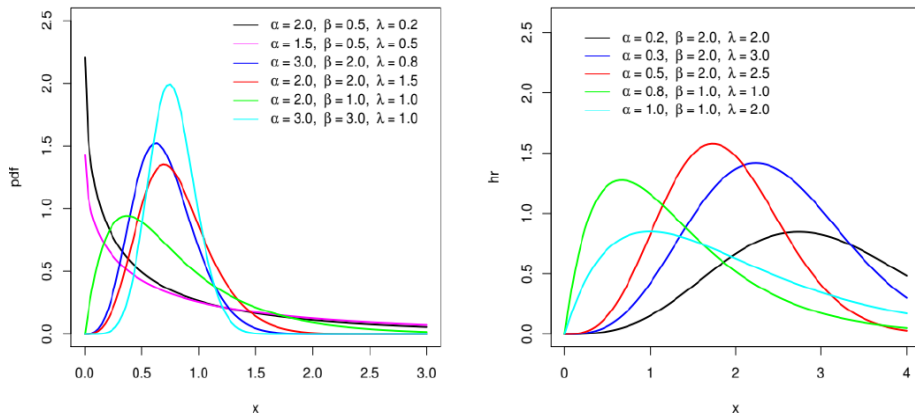 α = 2.0, β = 0.5, λ = 0.2
α = 1.5, β = 0.5, λ = 0.5
α = 3.0, β = 2.0, λ = 0.8
α = 2.0, β = 2.0, λ = 1.5
α = 2.0, β = 1.0, λ = 1.0
α = 3.0, β = 3.0, λ = 1.0
pdf
2.5
2.0
1.5
1.0
0.5
0.0
0.0 0.5 1.0 1.5 2.0 2.5 3.0
x
α = 0.2, β = 2.0, λ = 2.0
α = 0.3, β = 2.0, λ = 3.0
α = 0.5, β = 2.0, λ = 2.5
α = 0.8, β = 1.0, λ = 1.0
α = 1.0, β = 1.0, λ = 2.0
hr
2.5
2.0
1.5
1.0
0.5
0.0
0 1 2 3 4
x